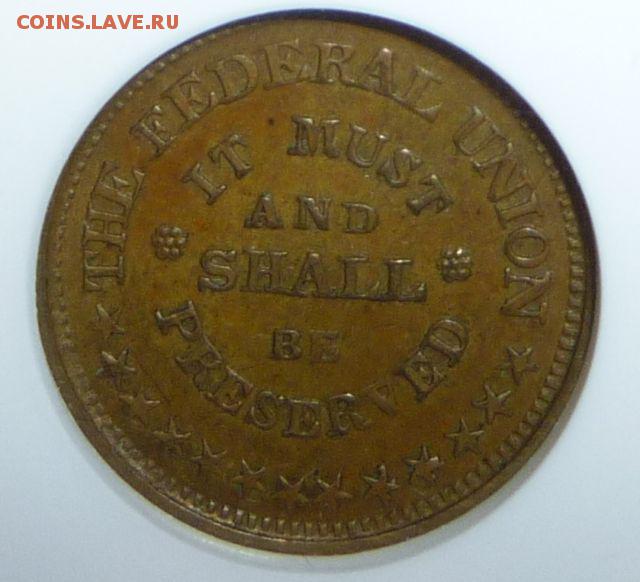 COINS.LAVE.RU
THE FEDERAL UNION
IT MUST
AND
SHALL
BE
PRESERVED